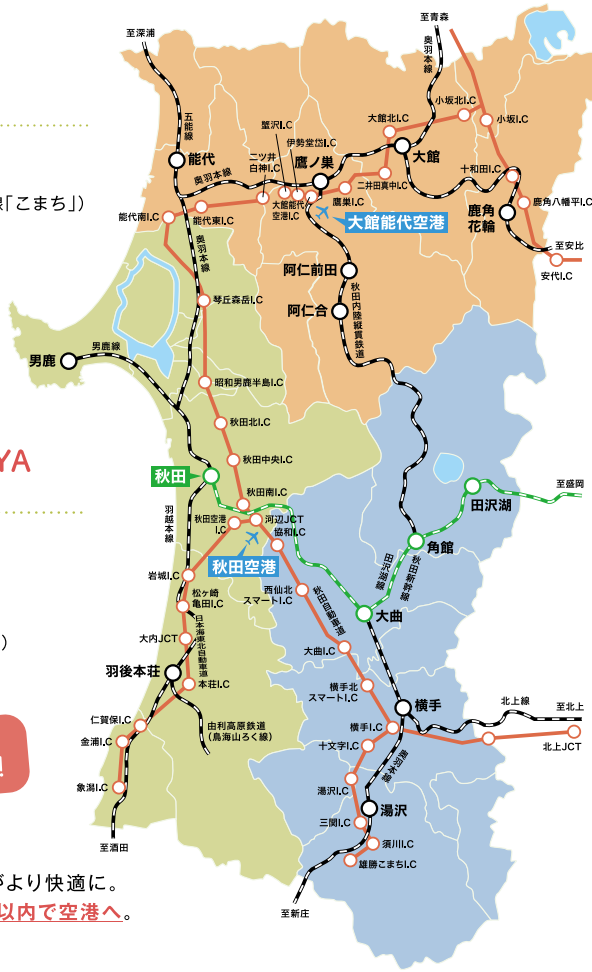 至深浦
至青森
五能線
奥羽本線
小坂北I.C
大館北I.C
小坂I.C
蟹沢I.C
伊勢堂岱I.C
能代
二ツ井
白神I.C
鷹ノ巣
大館
奥羽本線
十和田I.C
線「こまち」)
二井田真中I.C
鷹巣I.C
大館能代
空港I.C
能代東I.C
能代南I.C
鹿角八幡平I.C
鹿角
花輪
大館能代空港
奥羽本線
至安比
安代I.C
阿仁前田
阿仁合
秋田内陸縦貫鉄道
琴丘森岳I.C
男鹿線
男鹿
昭和男鹿半島I.C
秋田北I.C
秋田中央I.C
YA
秋田
秋田南I.C
田沢湖
至盛岡
羽越本線
秋田空港
I.C
河辺JCT
協和I.C
角館
秋田空港
田沢湖線
秋田新幹線
岩城I.C
西仙北
スマートI.C
秋田自動車道
松ヶ崎
亀田I.C
大曲
日本海東北自動車道
大内JCT
大曲I.C
)
羽後本荘
本荘I.C
横手北
スマートI.C
横手
北上線
至北上
仁賀保I.C
由利高原鉄道
(鳥海山ろく線)
横手I.C
金浦I.C
十文字I.C
北上JCT
奥羽本線
象潟I.C
湯沢I.C
湯沢
三関I.C
須川I.C
至酒田
雄勝こまちI.C
がより快適に。
以内で空港へ。
至新庄